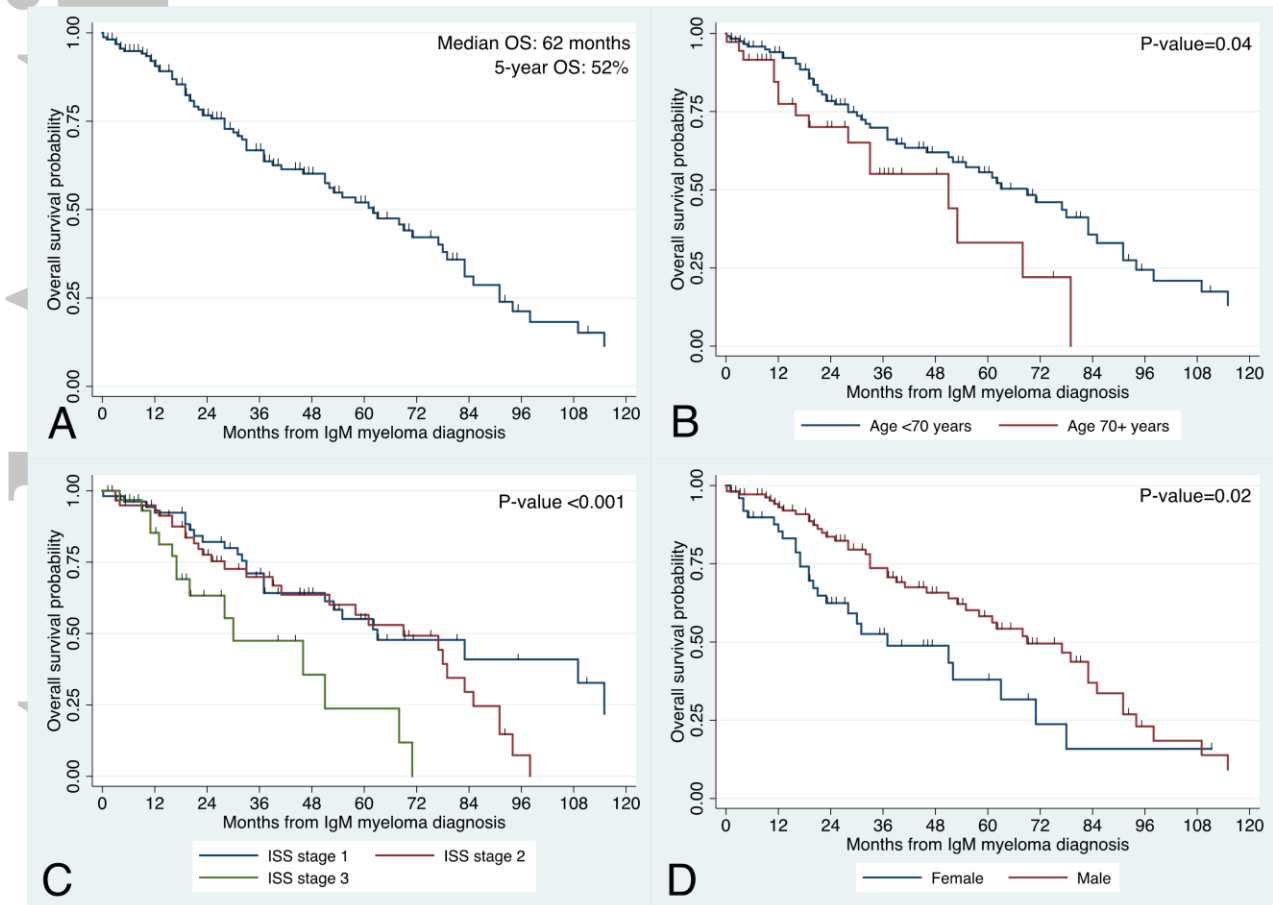 Median OS: 62 months
5-year OS: 52%
Overall survival probability
1.00
0.75
0.50
0.25
0.00
0 12 24 36 48 60 72 84 96 108 120
Months from IgM myeloma diagnosis
A
P-value=0.04
Overall survival probability
1.00
0.75
0.50
0.25
0.00
0 12 24 36 48 60 72 84 96 108 120
Months from IgM myeloma diagnosis
Age <70 years Age 70+ years
B
P-value <0.001
Overall survival probability
1.00
0.75
0.50
0.25
0.00
0 12 24 36 48 60 72 84 96 108 120
Months from IgM myeloma diagnosis
ISS stage 1 ISS stage 2
ISS stage 3
C
P-value=0.02
Overall survival probability
1.00
0.75
0.50
0.25
0.00
0 12 24 36 48 60 72 84 96 108 120
Months from IgM myeloma diagnosis
Female Male
D